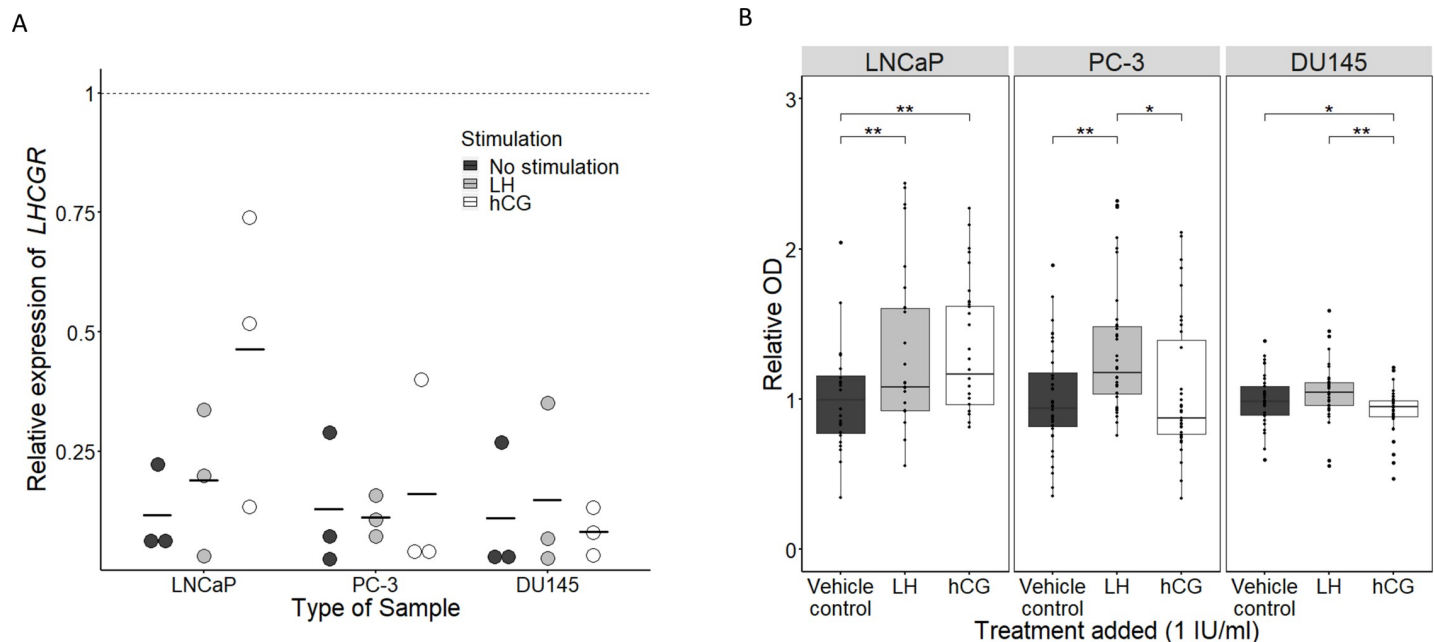 A
Relative expression of LHCGR
1
0.75
0.5
0.25
Stimulation
No stimulation
LH
hCG
LNCaP
PC-3
DU145
Type of Sample
B
LNCaP
PC-3
DU145
Relative OD
3
2
1
0
**
**
*
**
*
**
Vehicle
control
LH
hCG
Vehicle
control
LH
hCG
Vehicle
control
LH
hCG
Treatment added (1 IU/ml)